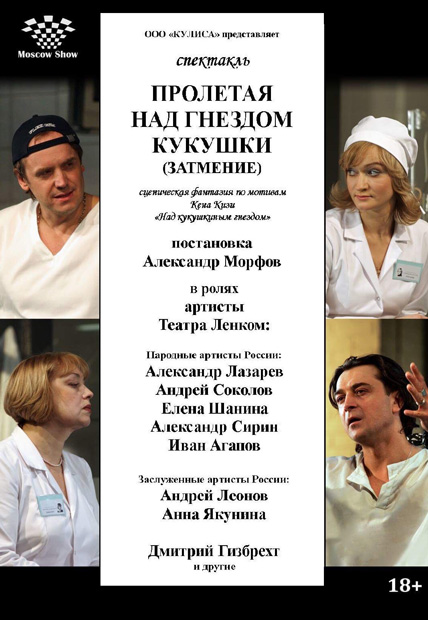 Moscow Show
ООО «КУЛИСА» представляет
спектакль
ПРОЛЕТАЯ
НАД ГНЕЗДОМ
КУКУШКИ
(ЗАТМЕНИЕ)
сценическая фантазия по мотивам
Кена Кизи
«Над кукушкиным гнездом»
постановка
Александр Морфов
в ролях
артисты
Театра Ленком:
Народные артисты России:
Александр Лазарев
Андрей Соколов
Елена Шанина
Александр Сирин
Иван Агапов
Заслуженные артисты России:
Андрей Леонов
Анна Якунина
Дмитрий Гизбрехт
и другие
18+